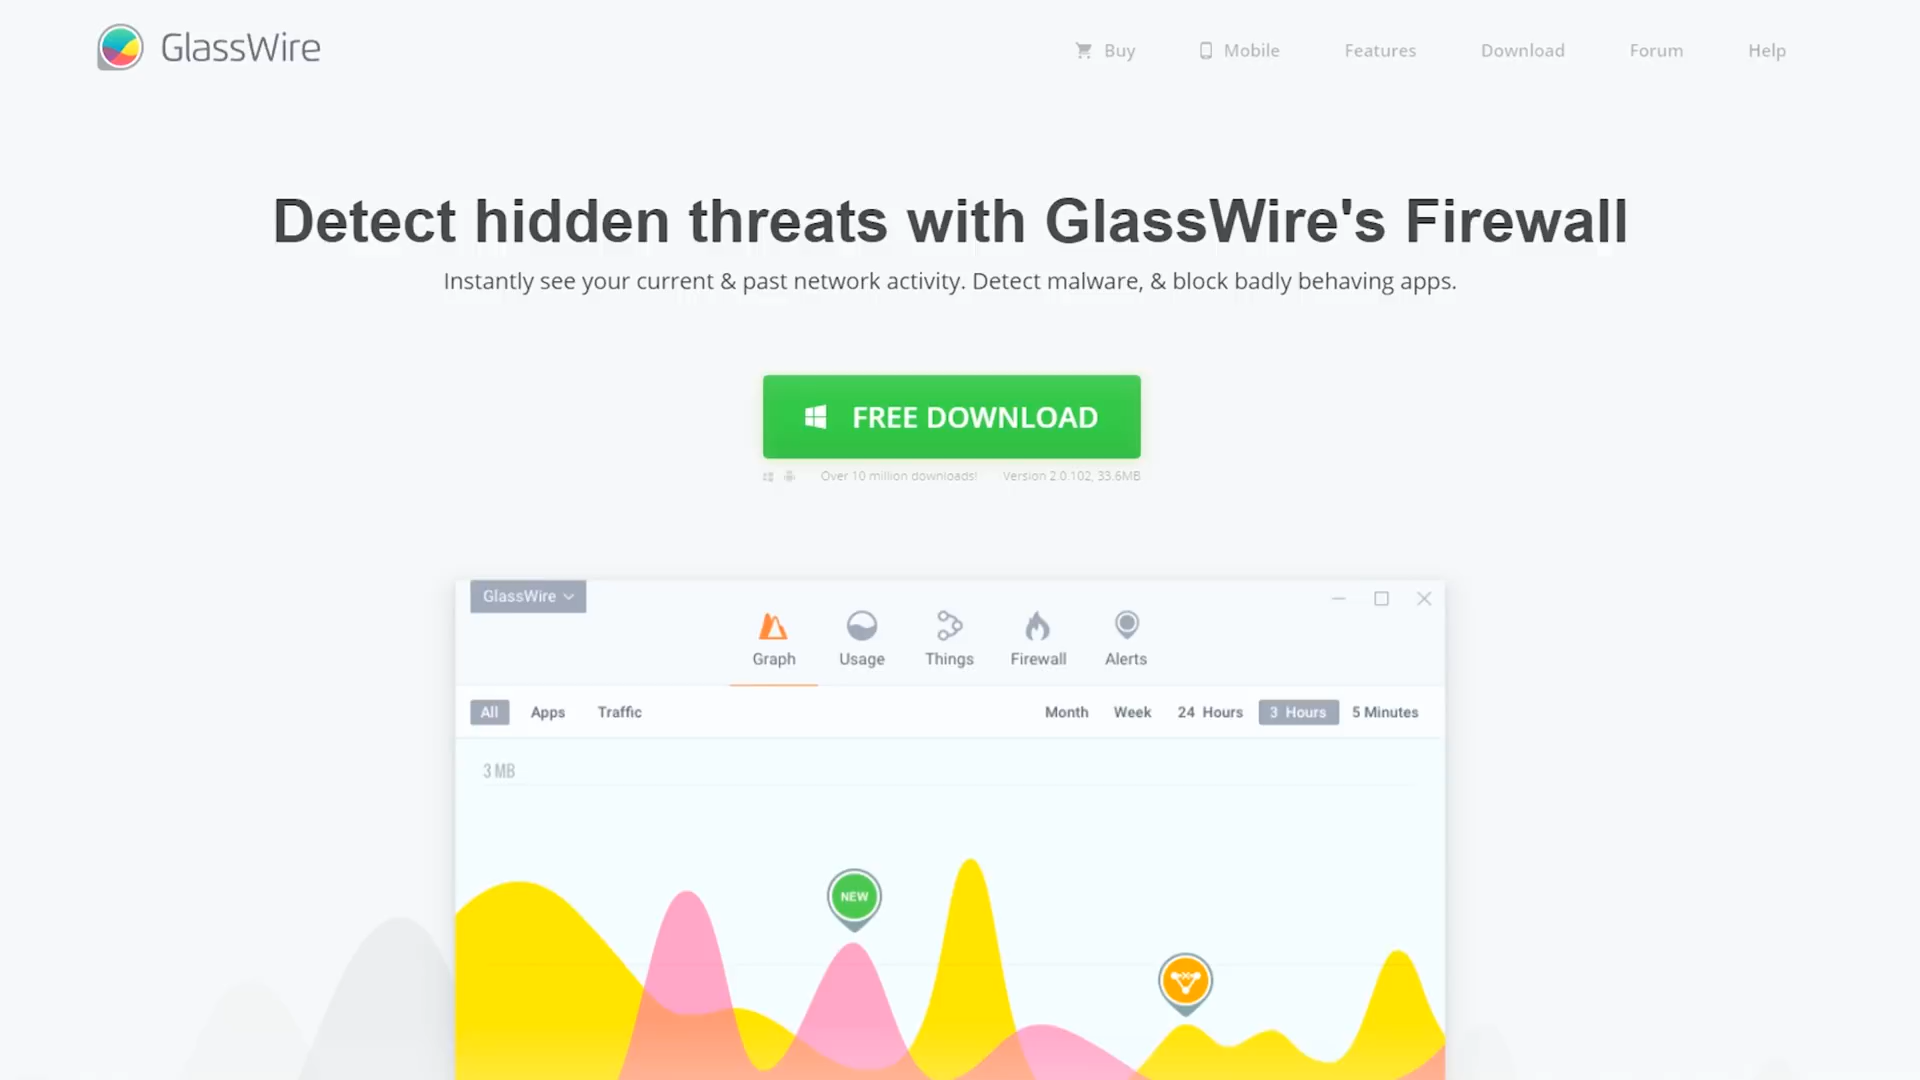 GlassWire
Buy Mobile Features Download Forum Help
Detect hidden threats with GlassWire's Firewall
Instantly see your current & past network activity. Detect malware, & block badly behaving apps.
FREE DOWNLOAD
Over 10 million downloads! Version 2.0.102, 33.6MB
GlassWire
Graph Usage Things Firewall Alerts
All Apps Traffic Month Week 24 Hours 3 Hours 5 Minutes
3 MB
NEW